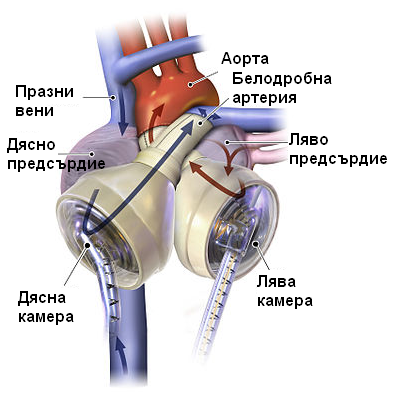 Аорта
Белодробна
артерия
Празни
вени
Дясно
предсърдие
Ляво
предсърдие
Дясна
камера
Лява
камера